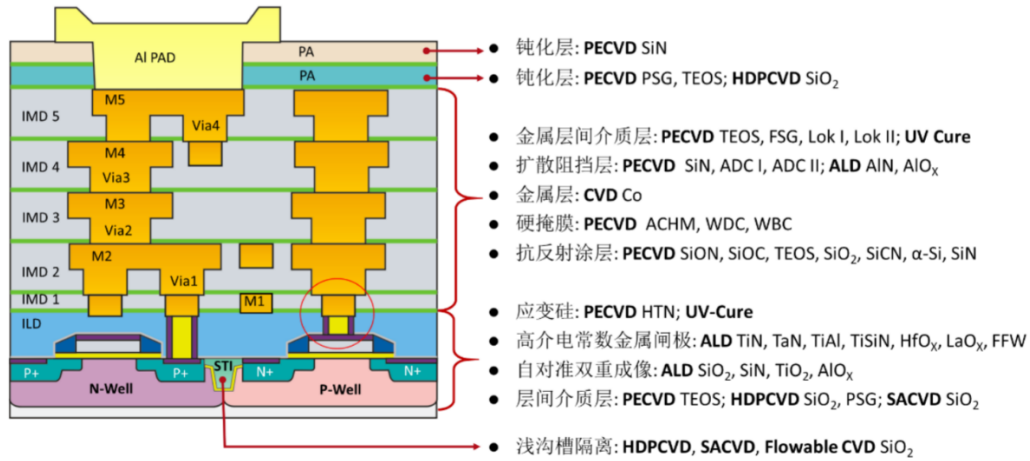 Al PAD
PA
PA
M5
IMD 5
Via4
M4
IMD 4
Via3
M3
IMD 3
Via2
M2
IMD 2
Via1
IMD 1
M1
ILD
P+
P+
STI
N+
N+
N-Well
P-Well
● 钝化层: PECVD SiN
● 钝化层: PECVD PSG, TEOS; HDPCVD SiO₂
● 金属层间介质层: PECVD TEOS, FSG, Lok I, Lok II; UV Cure
● 扩散阻挡层: PECVD SiN, ADC I, ADC II; ALD AlN, AlOₓ
● 金属层: CVD Co
● 硬掩膜: PECVD ACHM, WDC, WBC
● 抗反射涂层: PECVD SiON, SiOC, TEOS, SiO₂, SiCN, α-Si, SiN
● 应变硅: PECVD HTN; UV-Cure
● 高介电常数金属闸极: ALD TiN, TaN, TiAl, TiSiN, HfOₓ, LaOₓ, FFW
● 自对准双重成像: ALD SiO₂, SiN, TiO₂, AlOₓ
● 层间介质层: PECVD TEOS; HDPCVD SiO₂, PSG; SACVD SiO₂
● 浅沟槽隔离: HDPCVD, SACVD, Flowable CVD SiO₂